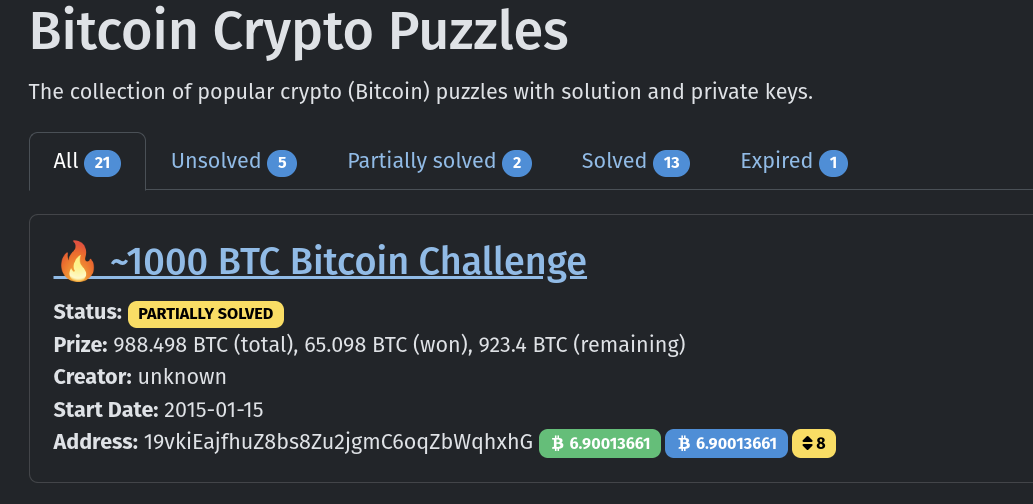 Bitcoin Crypto Puzzles
The collection of popular crypto (Bitcoin) puzzles with solution and private keys.
All 21 Unsolved 5 Partially solved 2 Solved 13 Expired 1
🔥 ~1000 BTC Bitcoin Challenge
Status: PARTIALLY SOLVED
Prize: 988.498 BTC (total), 65.098 BTC (won), 923.4 BTC (remaining)
Creator: unknown
Start Date: 2015-01-15
Address: 19vkiEajfhuZ8bs8Zu2jgmC6oqZbWqhxhG ₿ 6.90013661 ₿ 6.90013661 8